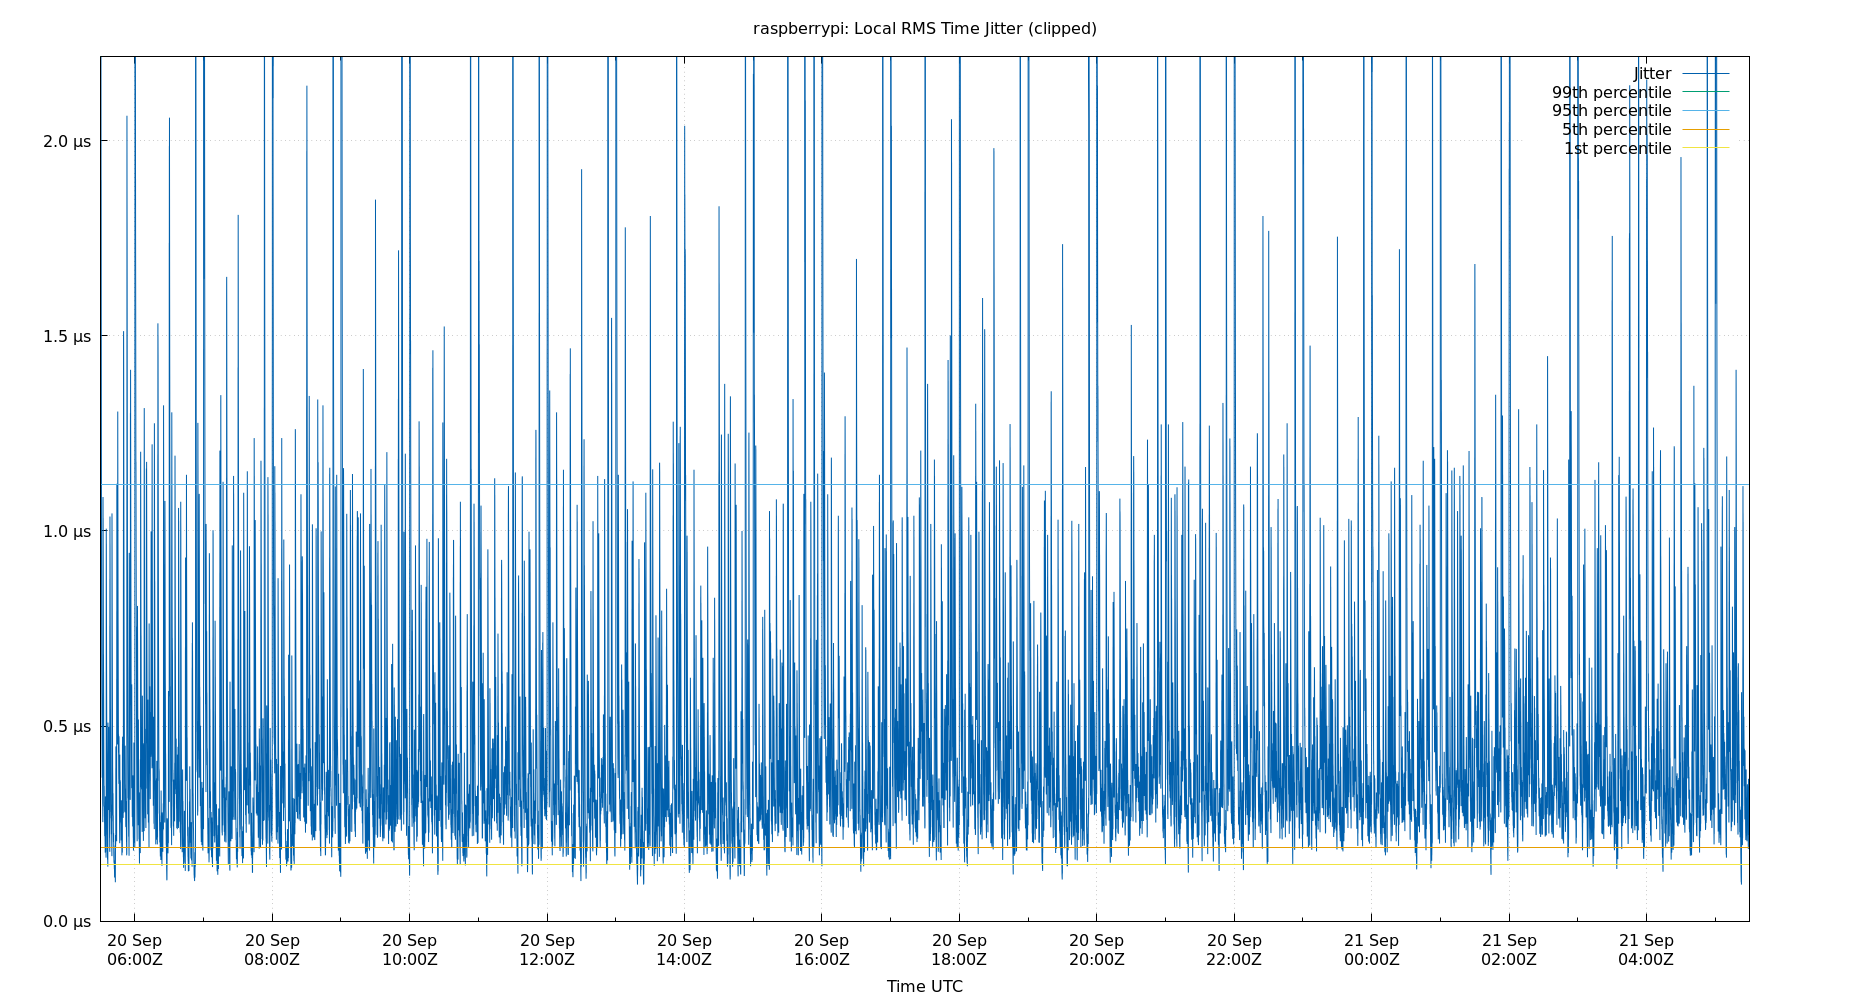 raspberrypi: Local RMS Time Jitter (clipped)
Jitter
99th percentile
95th percentile
5th percentile
1st percentile
2.0 μs
1.5 μs
1.0 μs
0.5 μs
0.0 μs
20 Sep 20 Sep 20 Sep 20 Sep 20 Sep 20 Sep 20 Sep 20 Sep 20 Sep 21 Sep 21 Sep 21 Sep
06:00Z 08:00Z 10:00Z 12:00Z 14:00Z 16:00Z 18:00Z 20:00Z 22:00Z 00:00Z 02:00Z 04:00Z
Time UTC